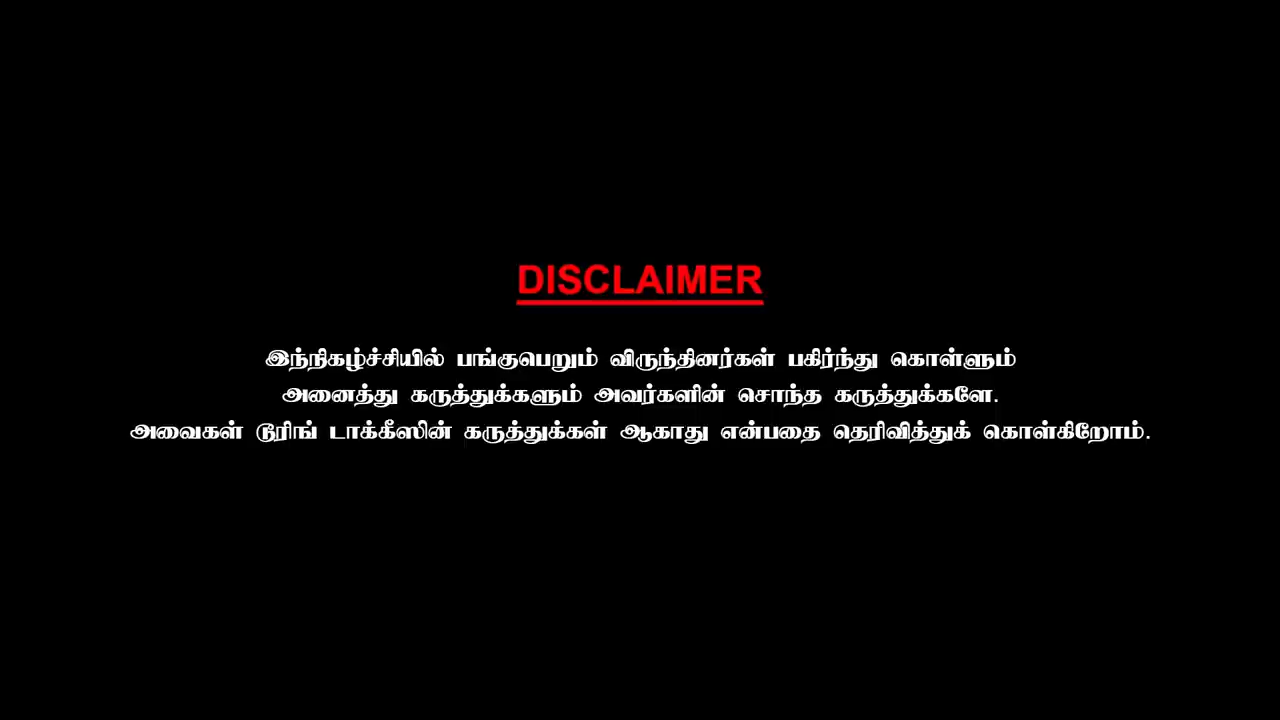 DISCLAIMER
இந்நிகழ்ச்சியில் பங்குபெறும் விருந்தினர்கள் பகிர்ந்து கொள்ளும்
அனைத்து கருத்துக்களும் அவர்களின் சொந்த கருத்துக்களே.
அவைகள் டூரிங் டாக்கீஸின் கருத்துக்கள் ஆகாது என்பதை தெரிவித்துக் கொள்கிறோம்.